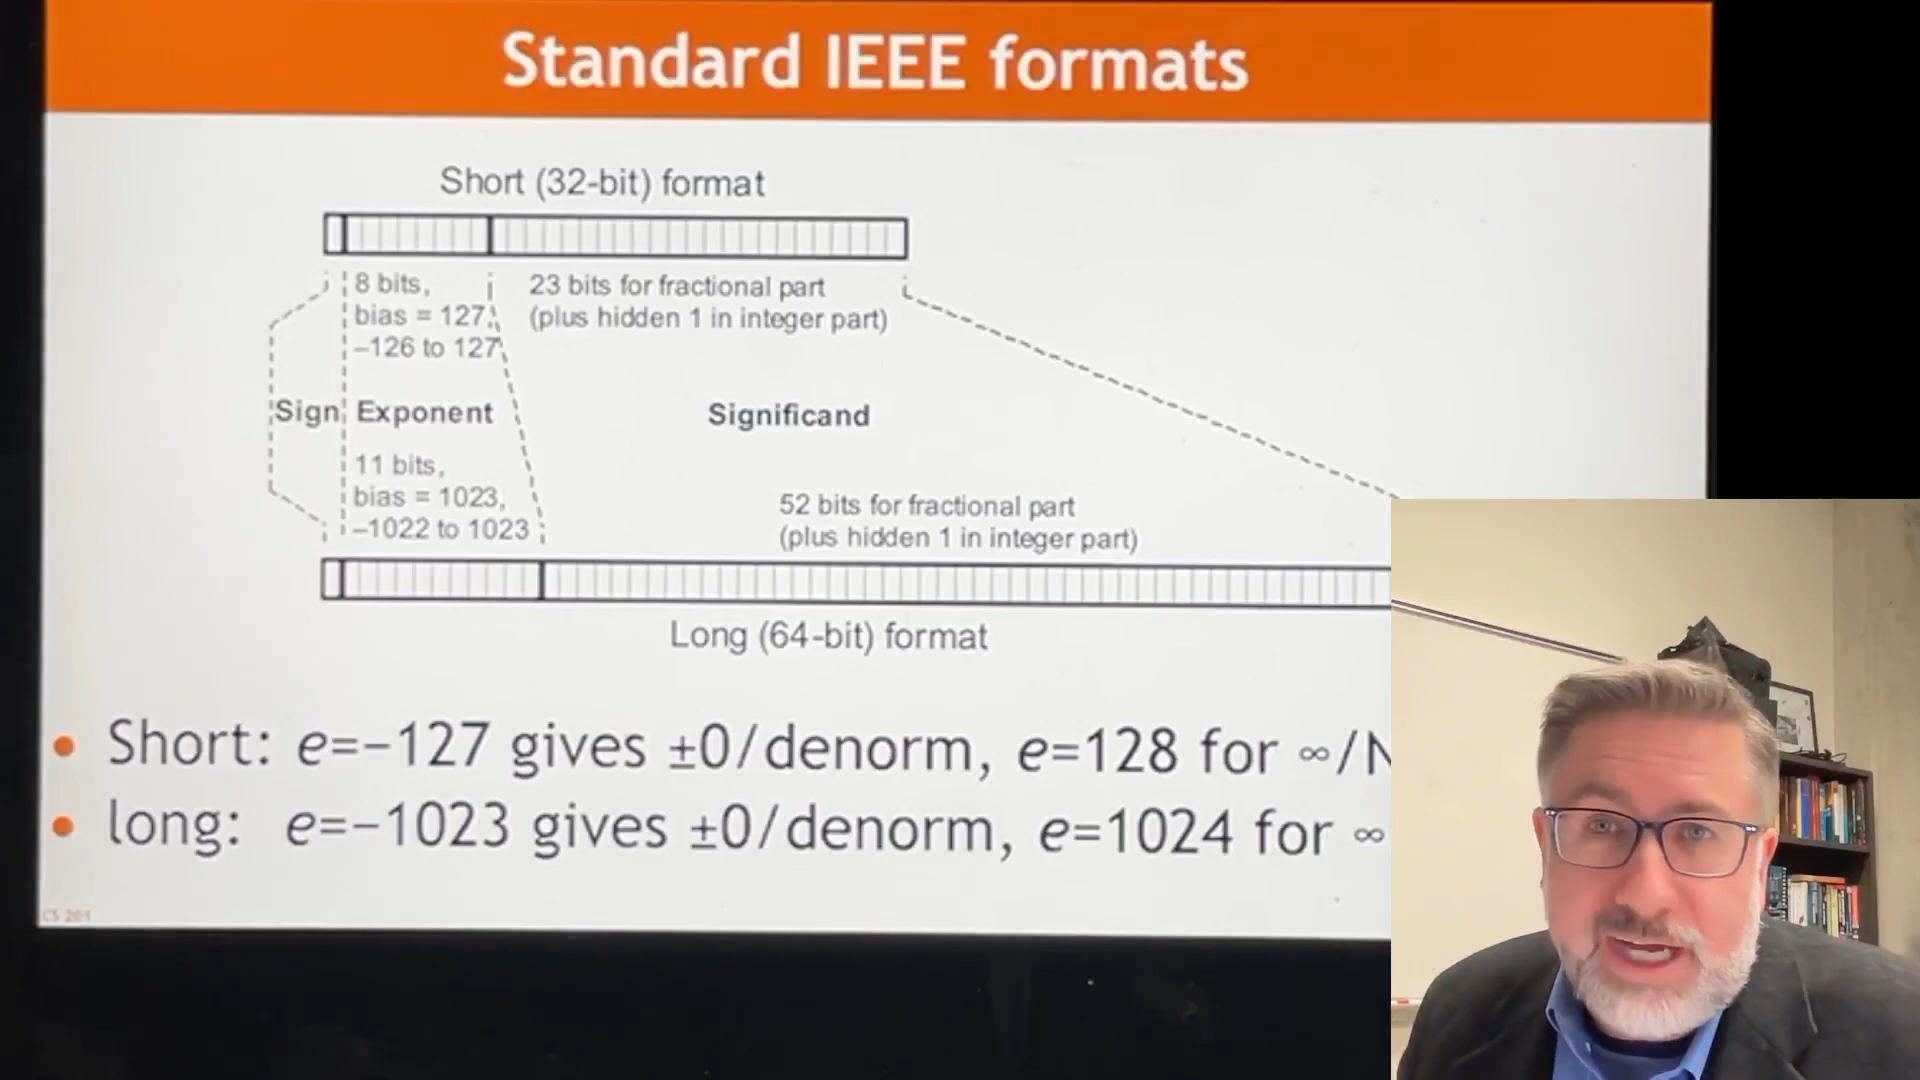 Standard IEEE formats
Short (32-bit) format
8 bits,
bias = 127,
–126 to 127
23 bits for fractional part
(plus hidden 1 in integer part)
Sign
Exponent
Significand
11 bits,
bias = 1023,
–1022 to 1023
52 bits for fractional part
(plus hidden 1 in integer part)
Long (64-bit) format
• Short: e=–127 gives ±0/denorm, e=128 for ∞/N
• long: e=–1023 gives ±0/denorm, e=1024 for ∞
CS 201